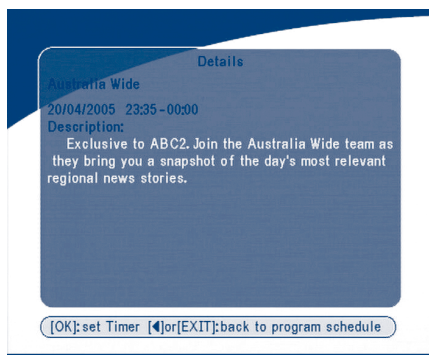 Details
Australia Wide
20/04/2005 23:35-00:00
Description:
Exclusive to ABC2. Join the Australia Wide team as
they bring you a snapshot of the day's most relevant
regional news stories.
[OK]: set Timer [◀]or[EXIT]: back to program schedule